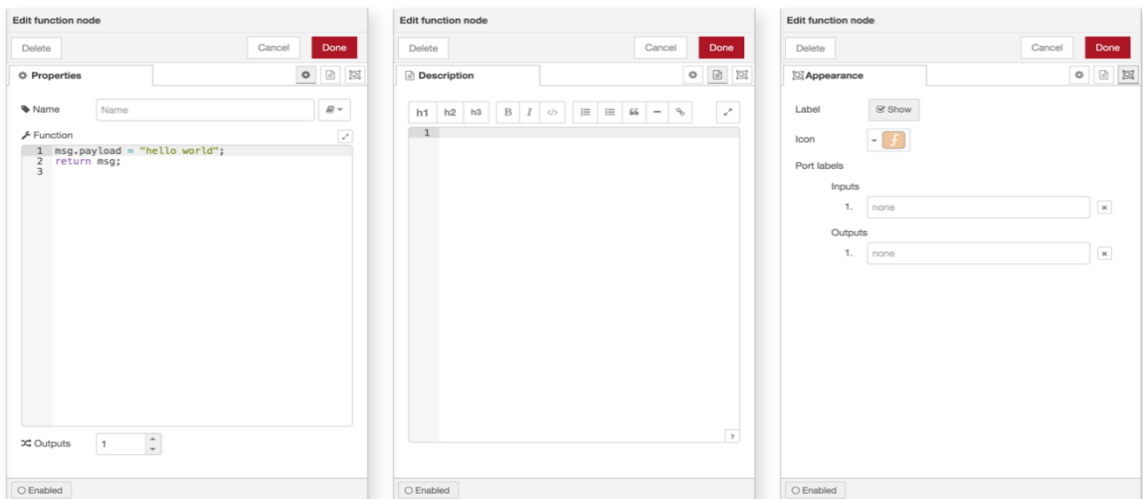 Edit function node
Delete Cancel Done
Properties
Name Name
Function
1 msg.payload = "hello world";
2 return msg;
3
Outputs 1
Enabled
Edit function node
Delete Cancel Done
Description
h1 h2 h3 B I </>
1
?
Enabled
Edit function node
Delete Cancel Done
Appearance
Label Show
Icon
Port labels
Inputs
1. none
Outputs
1. none
Enabled